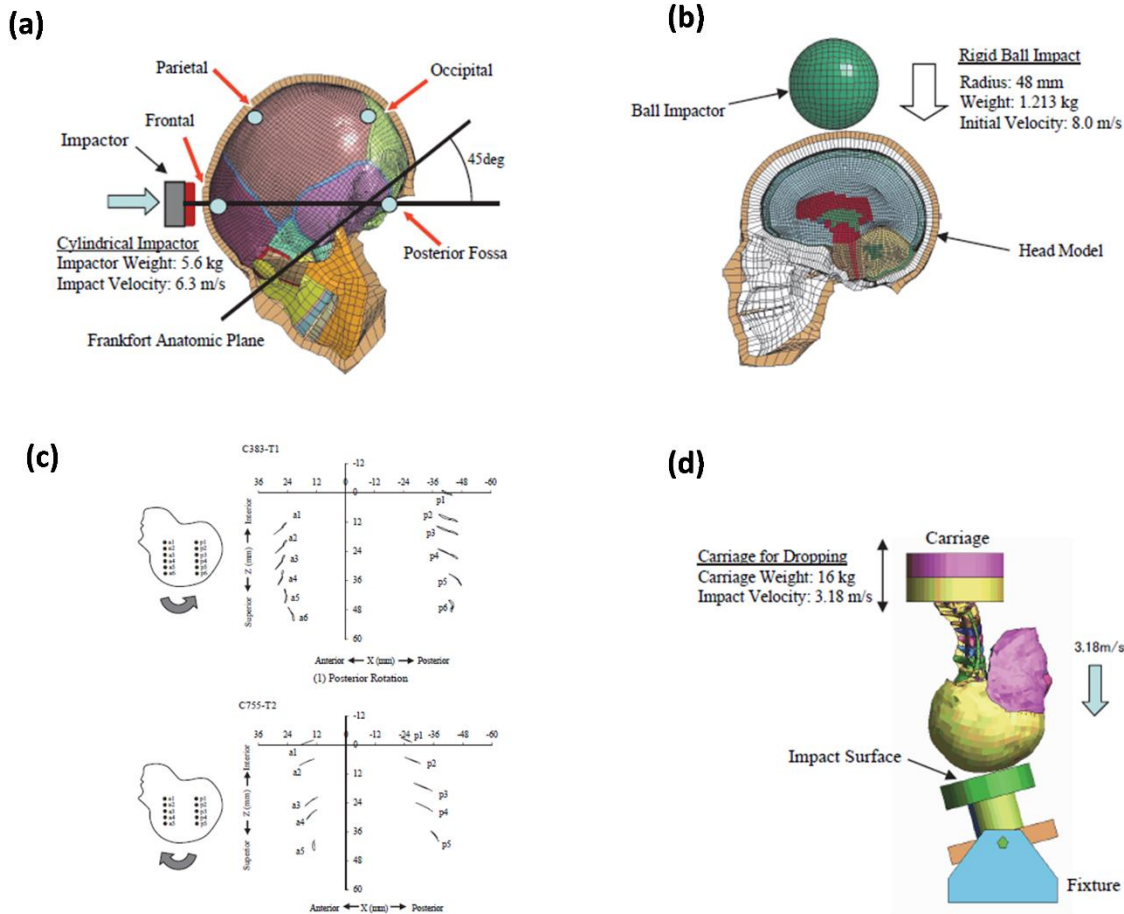 (a)
Parietal
Occipital
Frontal
Impactor
45deg
Cylindrical Impactor
Impactor Weight: 5.6 kg
Impact Velocity: 6.3 m/s
Posterior Fossa
Frankfort Anatomic Plane
(b)
Rigid Ball Impact
Radius: 48 mm
Weight: 1.213 kg
Initial Velocity: 8.0 m/s
Ball Impactor
Head Model
(c)
C383-T1
-12
36 24 12 0 -12 -24 -36 -48 -60
0
p1
a1
p2
12
a2
p3
24
a3
p4
a4
36
p5
a5
48
p6
a6
60
Superior Z (mm) Interior
Anterior X (mm) Posterior
(1) Posterior Rotation
C755-T2
-12
36 24 12 0 -12 -24 -36 -48 -60
0
p1
a1
p2
a2
12
p3
24
a3
p4
a4
36
p5
a5
48
60
Superior Z (mm) Interior
Anterior X (mm) Posterior
(d)
Carriage
Carriage for Dropping
Carriage Weight: 16 kg
Impact Velocity: 3.18 m/s
3.18m/s
Impact Surface
Fixture